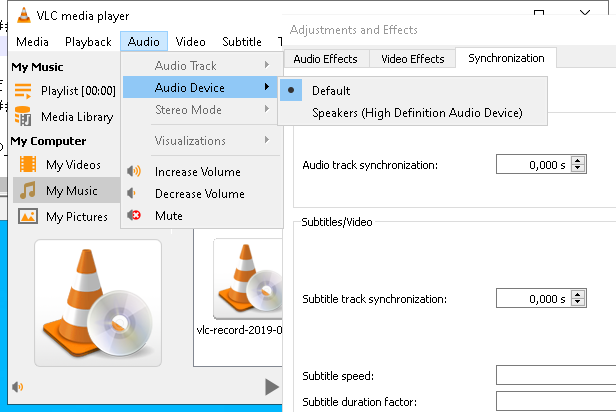 VLC media player
Media Playback Audio Video Subtitle
My Music
Playlist [00:00]
Media Library
My Computer
My Videos
My Music
My Pictures
Audio Track
Audio Device
Stereo Mode
Visualizations
Increase Volume
Decrease Volume
Mute
Default
Speakers (High Definition Audio Device)
vlc-record-2019-0
Adjustments and Effects
Audio Effects Video Effects Synchronization
Audio track synchronization: 0,000 s
Subtitles/Video
Subtitle track synchronization: 0,000 s
Subtitle speed:
Subtitle duration factor: